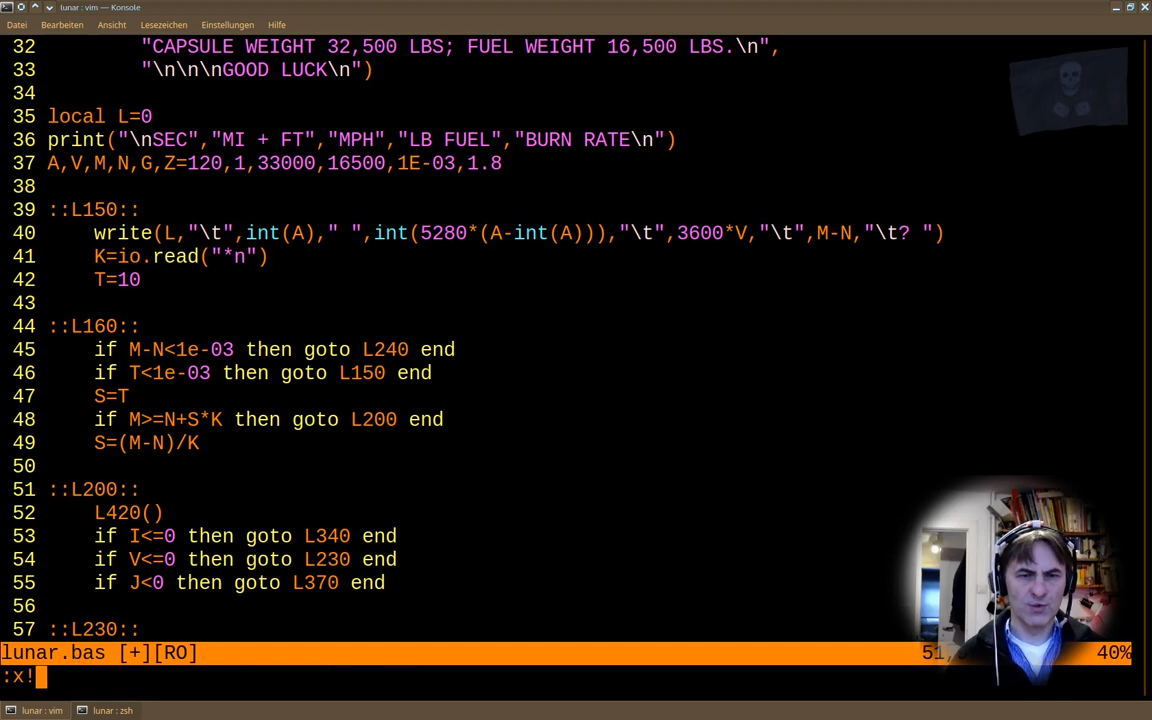 lunar : vim — Konsole
Datei Bearbeiten Ansicht Lesezeichen Einstellungen Hilfe
32 "CAPSULE WEIGHT 32,500 LBS; FUEL WEIGHT 16,500 LBS.\n",
33 "\n\n\nGOOD LUCK\n")
34
35 local L=0
36 print("\nSEC","MI + FT","MPH","LB FUEL","BURN RATE\n")
37 A,V,M,N,G,Z=120,1,33000,16500,1E-03,1.8
38
39 ::L150::
40 write(L,"\t",int(A)," ",int(5280*(A-int(A))),"\t",3600*V,"\t",M-N,"\t? ")
41 K=io.read("*n")
42 T=10
43
44 ::L160::
45 if M-N<1e-03 then goto L240 end
46 if T<1e-03 then goto L150 end
47 S=T
48 if M>=N+S*K then goto L200 end
49 S=(M-N)/K
50
51 ::L200::
52 L420()
53 if I<=0 then goto L340 end
54 if V<=0 then goto L230 end
55 if J<0 then goto L370 end
56
57 ::L230::
lunar.bas [+][RO] 51, 40%
:x!
lunar : vim lunar : zsh